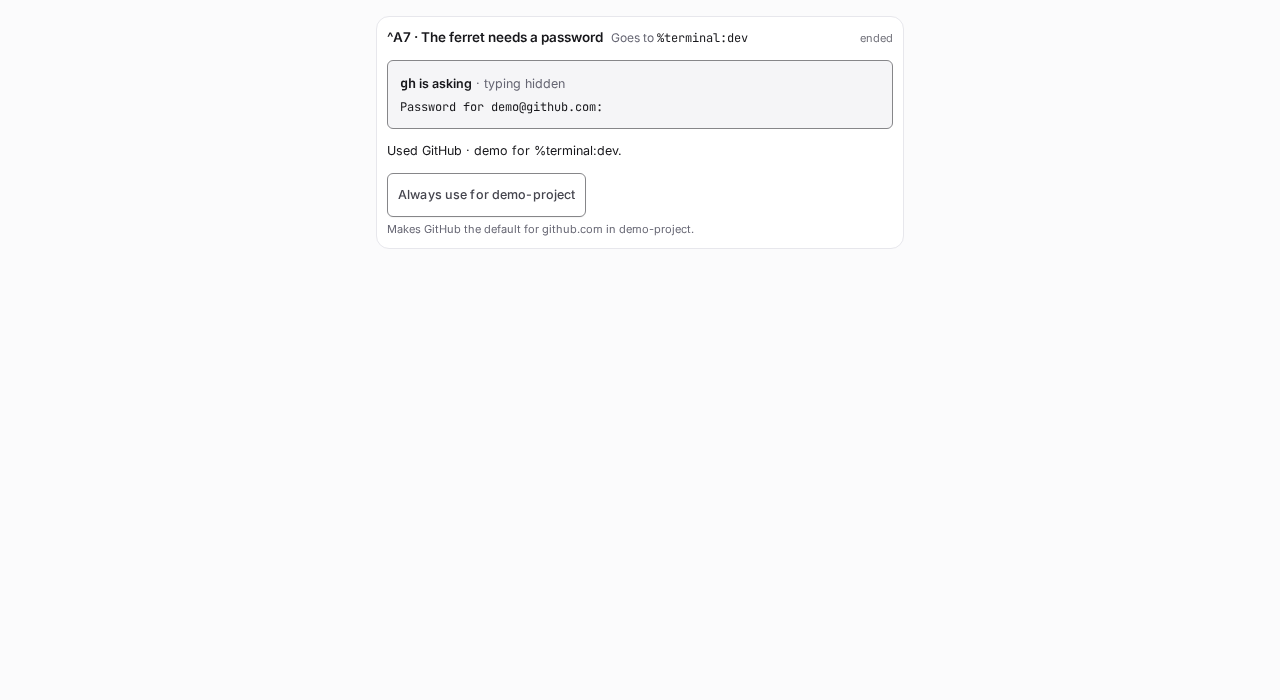 ^A7 · The ferret needs a password Goes to %terminal:dev ended
gh is asking · typing hidden
Password for demo@github.com:
Used GitHub · demo for %terminal:dev.
Always use for demo-project
Makes GitHub the default for github.com in demo-project.